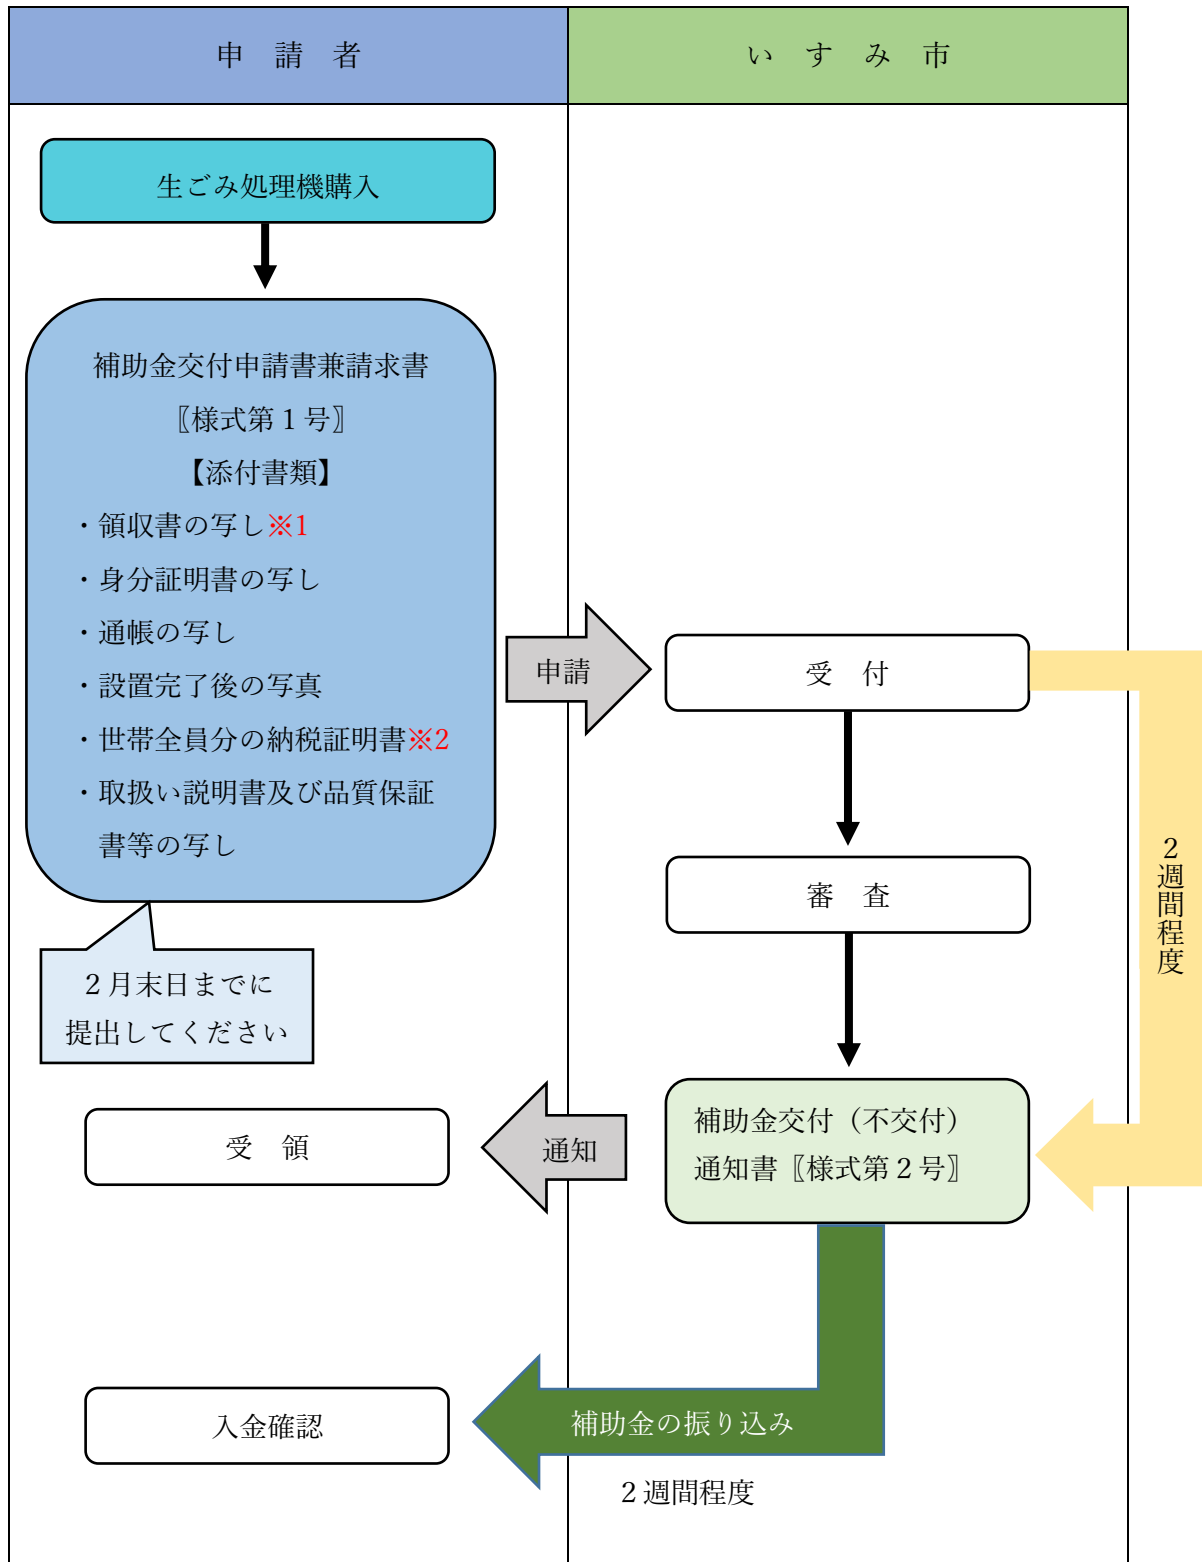 申　請　者
い　す　み　市
生ごみ処理機購入
補助金交付申請書兼請求書
〖様式第１号〗
【添付書類】
・領収書の写し※1
・身分証明書の写し
・通帳の写し
・設置完了後の写真
・世帯全員分の納税証明書※2
・取扱い説明書及び品質保証
書等の写し
２月末日までに
提出してください
申請
受　付
審　査
２週間程度
補助金交付（不交付）
通知書〖様式第２号〗
通知
受　領
補助金の振り込み
入金確認
２週間程度